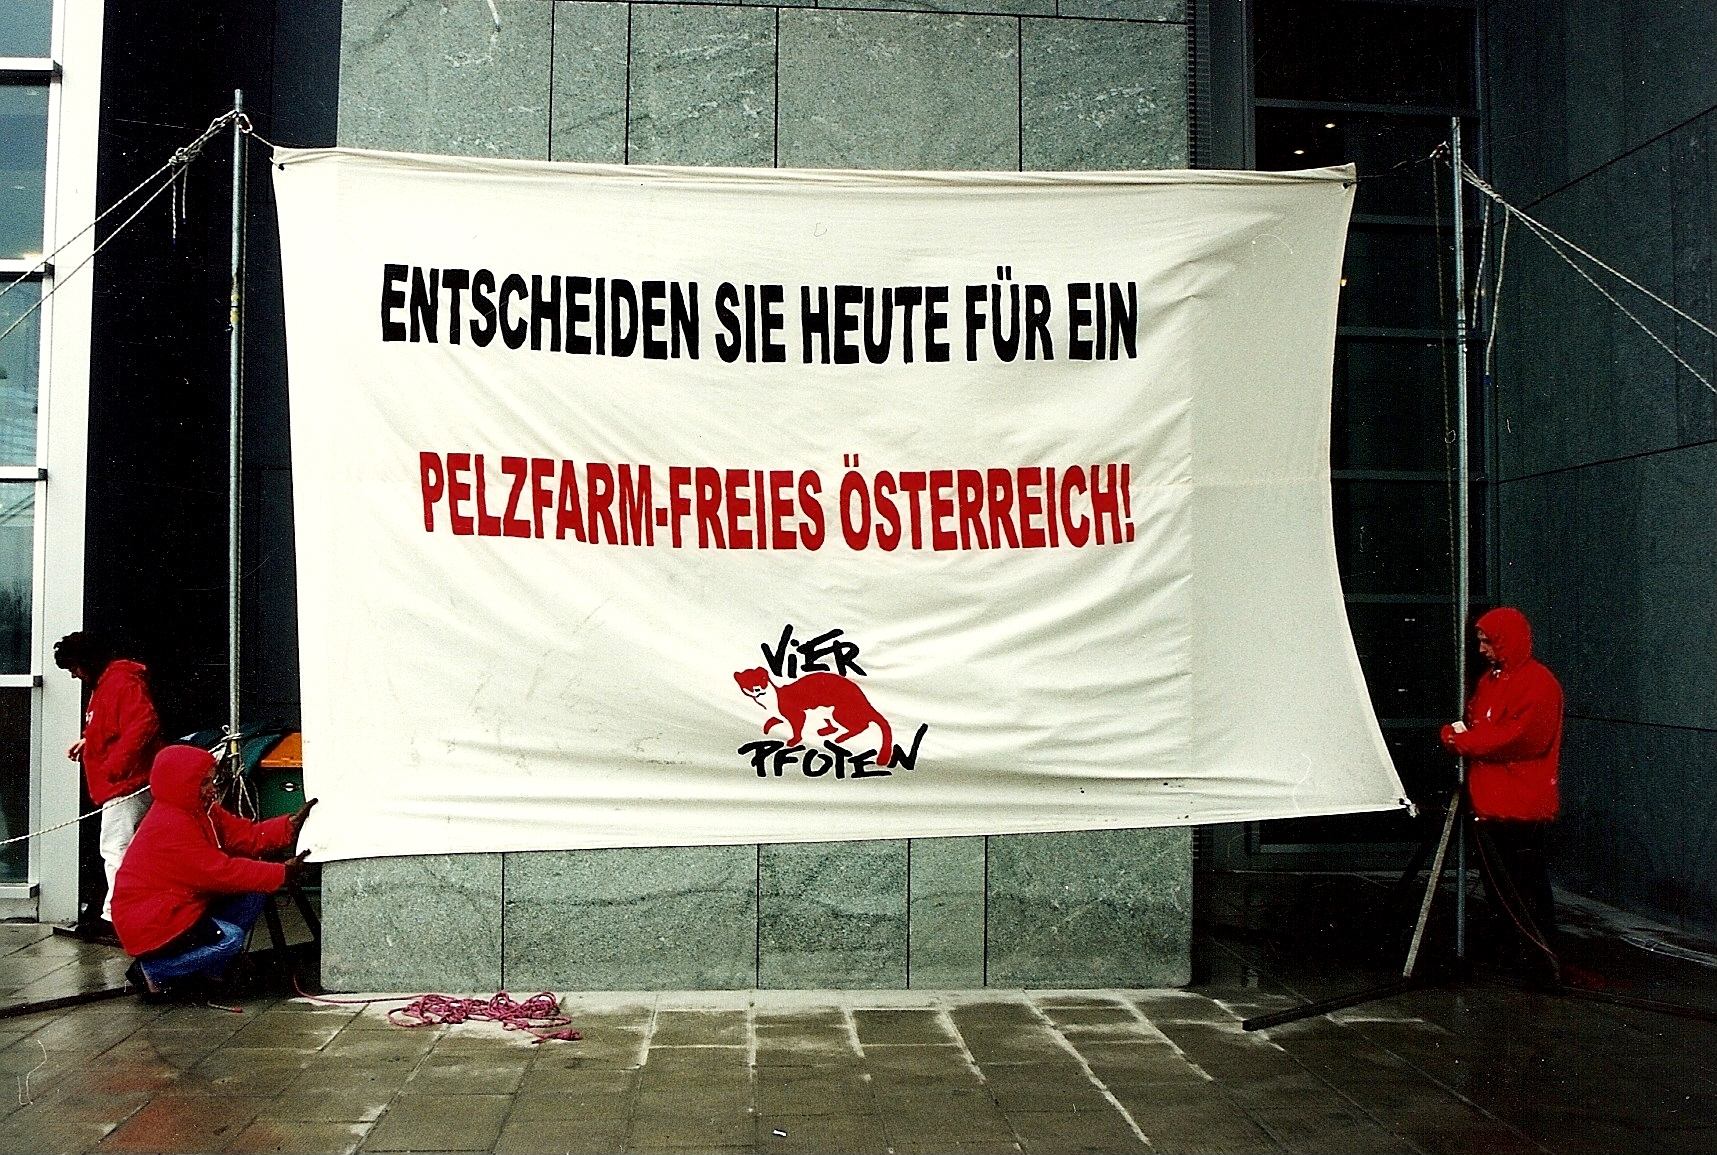 ENTSCHEIDEN SIE HEUTE FÜR EIN
PELZFARM-FREIES ÖSTERREICH!
ViER
PFOTEN